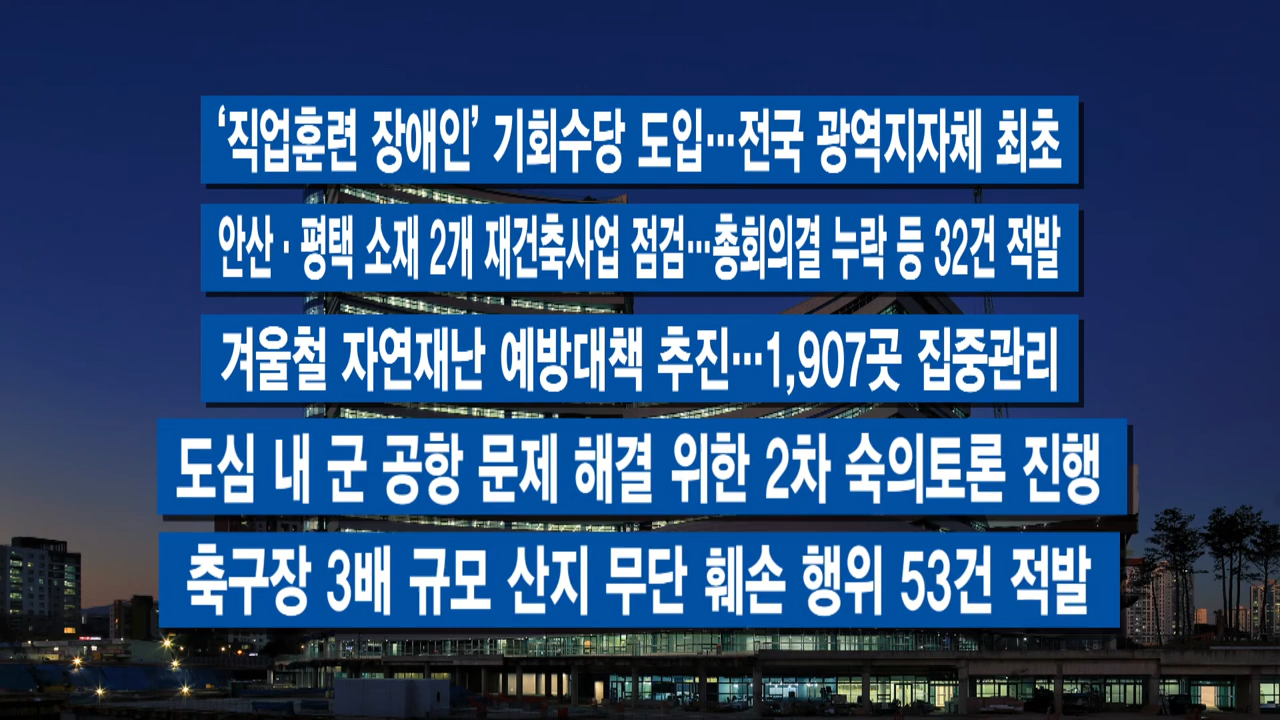 ‘직업훈련 장애인’ 기회수당 도입…전국 광역지자체 최초
안산·평택 소재 2개 재건축사업 점검…총회의결 누락 등 32건 적발
겨울철 자연재난 예방대책 추진…1,907곳 집중관리
도심 내 군 공항 문제 해결 위한 2차 숙의토론 진행
축구장 3배 규모 산지 무단 훼손 행위 53건 적발